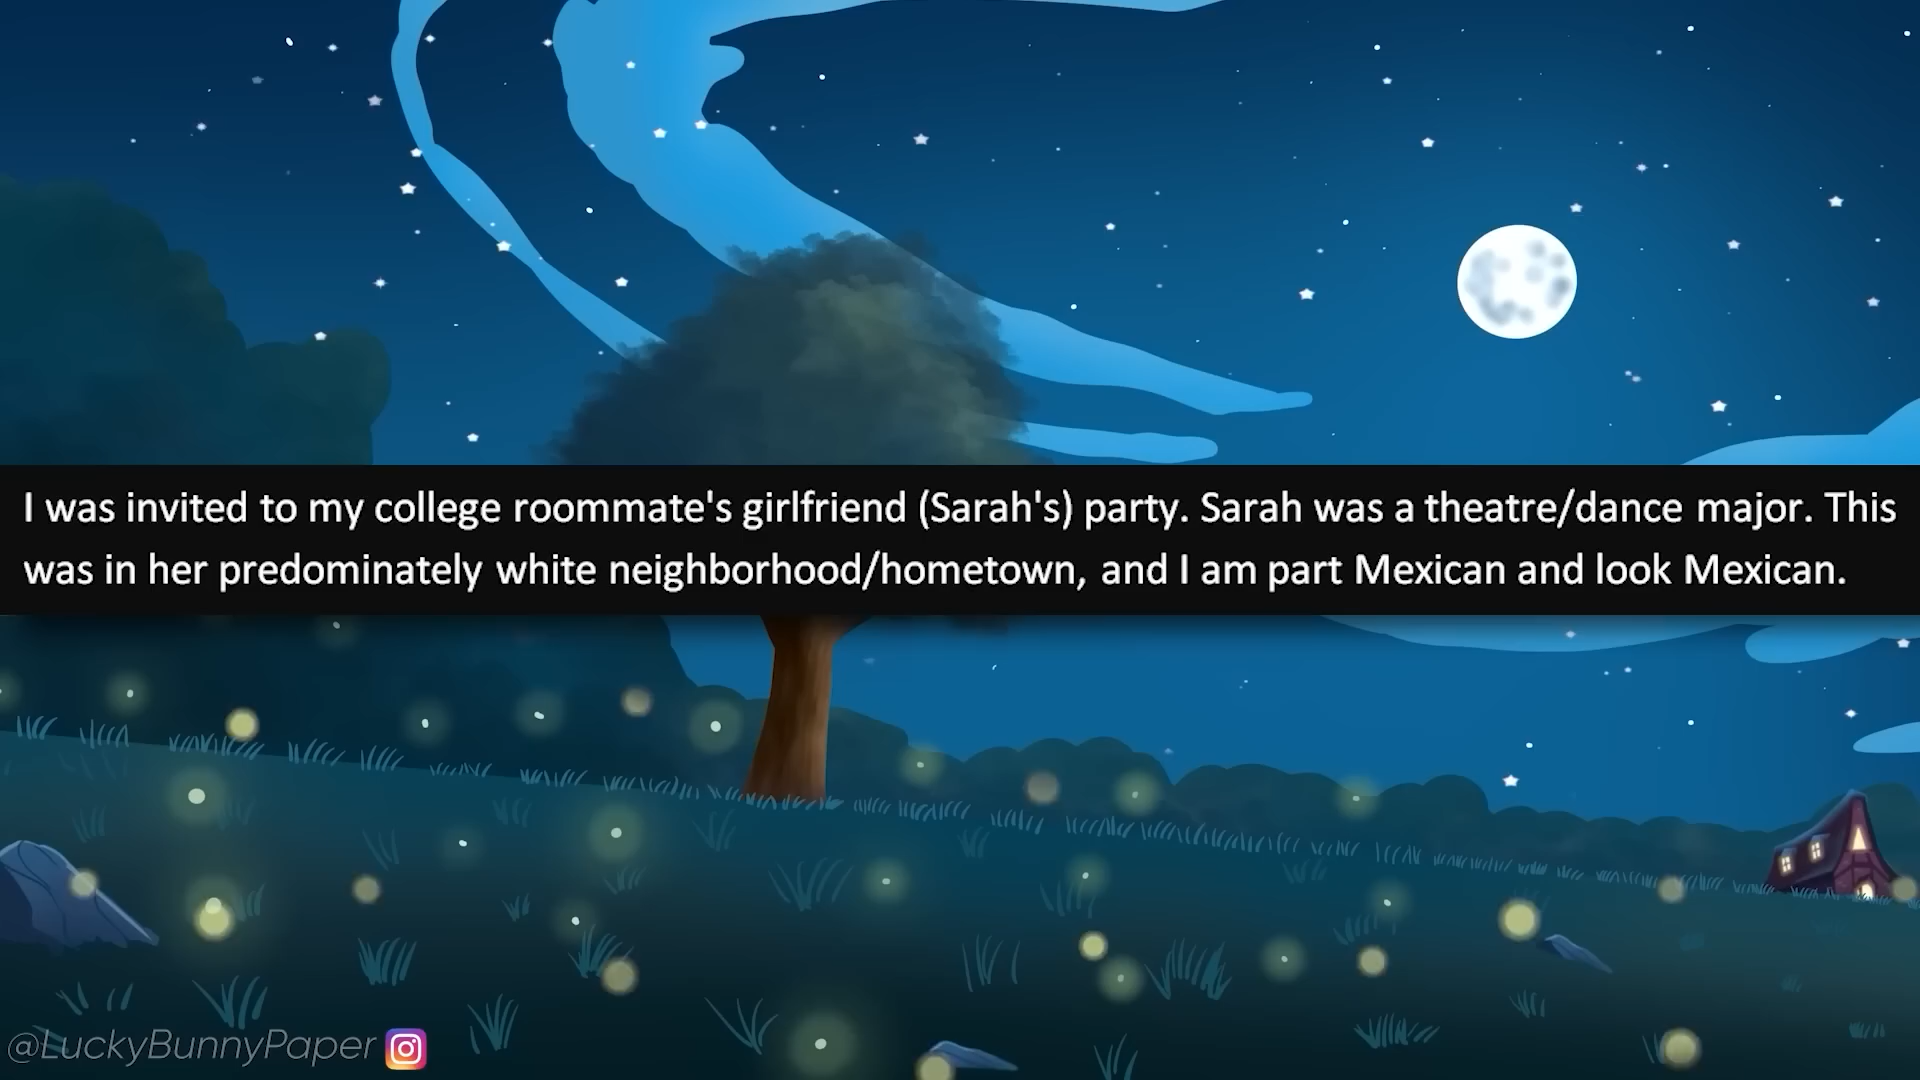 I was invited to my college roommate's girlfriend (Sarah's) party. Sarah was a theatre/dance major. This
was in her predominately white neighborhood/hometown, and I am part Mexican and look Mexican.
@LuckyBunnyPaper